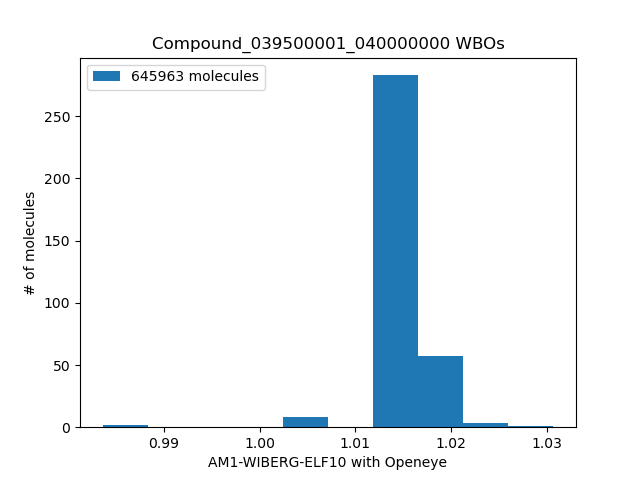 Compound_039500001_040000000 WBOs
645963 molecules
# of molecules
250
200
150
100
50
0
0.99
1.00
1.01
1.02
1.03
AM1-WIBERG-ELF10 with Openeye